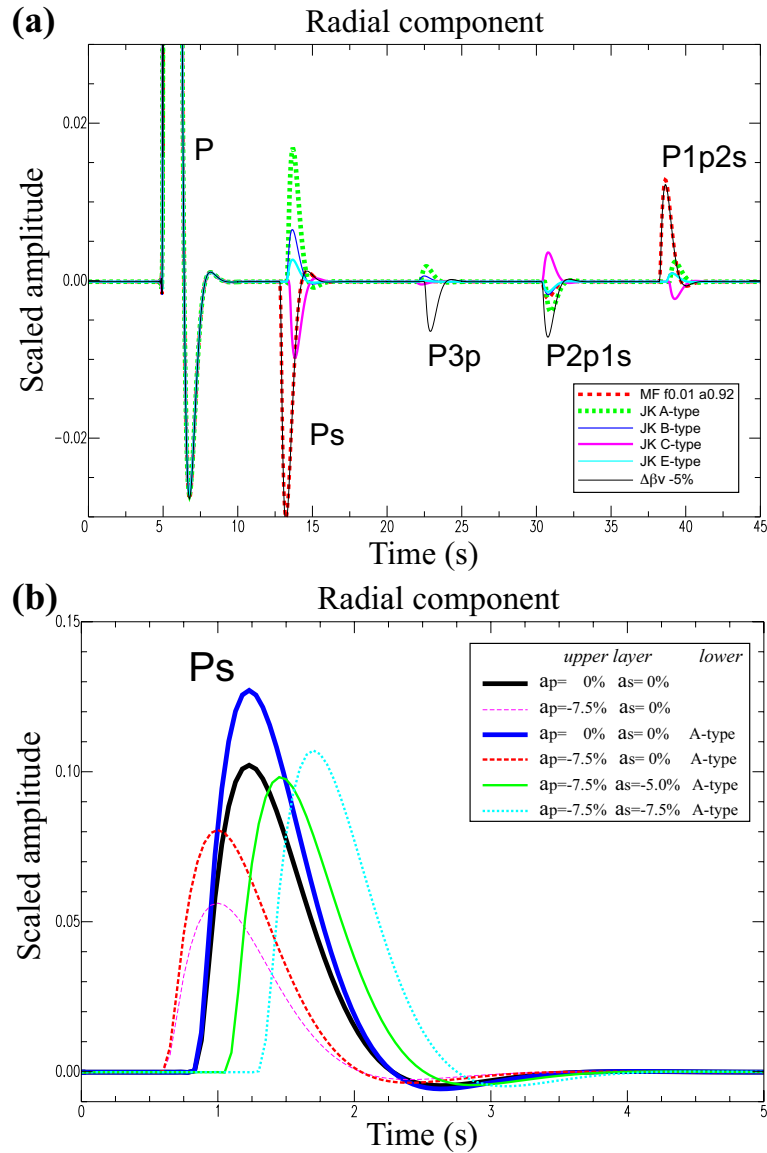 (a)
Radial component
Scaled amplitude
0.02
0.00
-0.02
P
Ps
P3p
P2p1s
P1p2s
MF f0.01 a0.92
JK A-type
JK B-type
JK C-type
JK E-type
Δβv -5%
0 5 10 15 20 25 30 35 40 45
Time (s)
(b)
Radial component
Scaled amplitude
0.15
0.10
0.05
0.00
Ps
upper layer lower
ap= 0% as= 0%
ap=-7.5% as= 0%
ap= 0% as= 0% A-type
ap=-7.5% as= 0% A-type
ap=-7.5% as=-5.0% A-type
ap=-7.5% as=-7.5% A-type
0 1 2 3 4 5
Time (s)